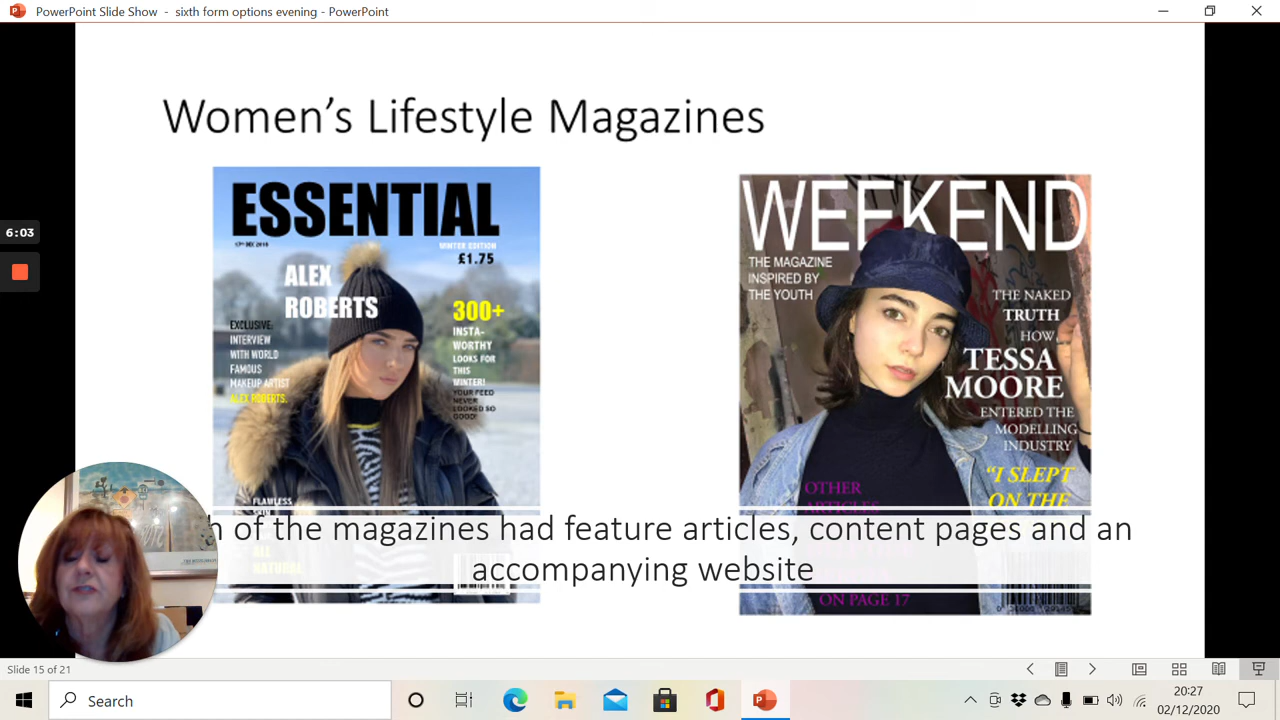 PowerPoint Slide Show - sixth form options evening - PowerPoint
Women's Lifestyle Magazines
6:03
ESSENTIAL
WINTER EDITION
£1.75
ALEX
ROBERTS
EXCLUSIVE:
INTERVIEW
WITH WORLD
FAMOUS
MAKEUP ARTIST
ALEX ROBERTS.
300+
INSTA-
WORTHY
LOOKS FOR
THIS
WINTER!
YOUR FEED
NEVER
LOOKED SO
GOOD!
FLAWLESS
ALL
NATURAL
WEEKEND
THE MAGAZINE
INSPIRED BY
THE YOUTH
THE NAKED
TRUTH
HOW
TESSA
MOORE
ENTERED THE
MODELLING
INDUSTRY
"I SLEPT
ON THE
OTHER
ARTICLES
ON PAGE 17
of the magazines had feature articles, content pages and an
accompanying website
Slide 15 of 21
Search
20:27
02/12/2020